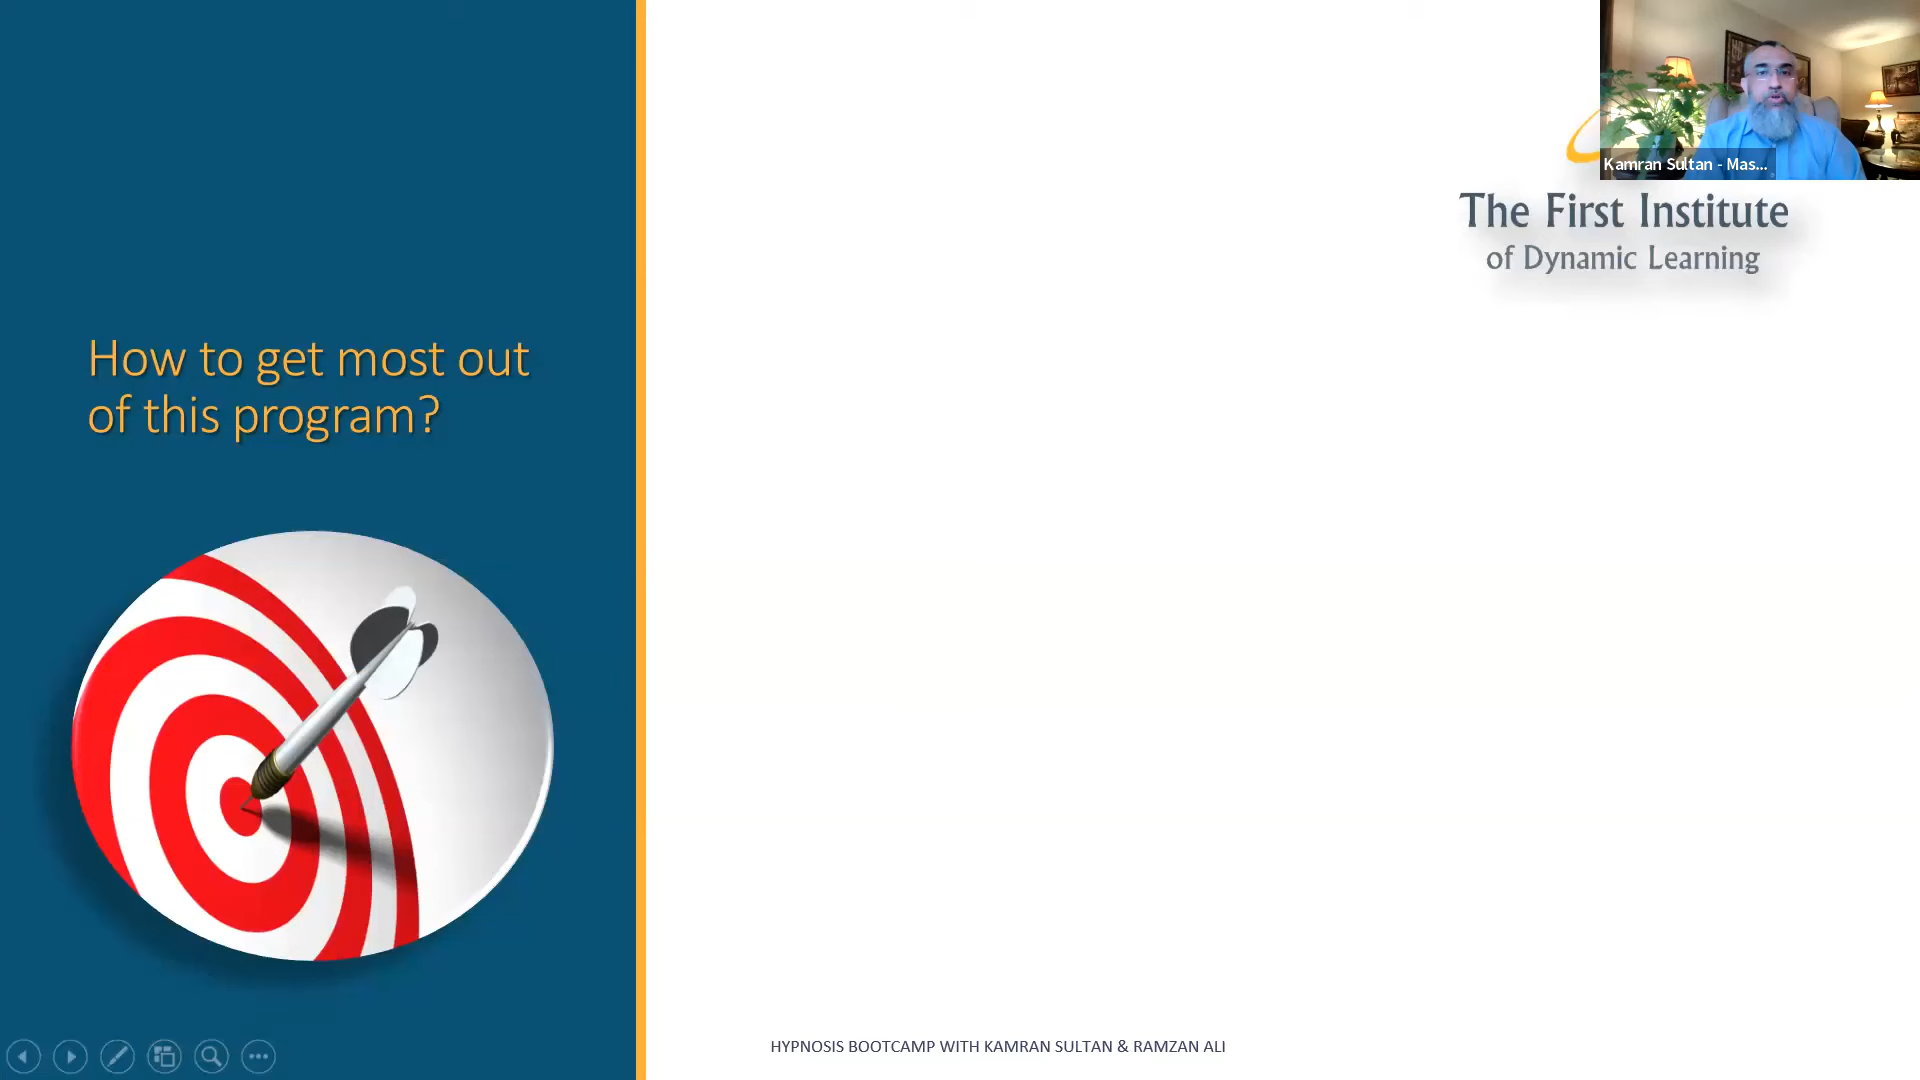 How to get most out
of this program?
Kamran Sultan - Mas...
The First Institute
of Dynamic Learning
HYPNOSIS BOOTCAMP WITH KAMRAN SULTAN & RAMZAN ALI